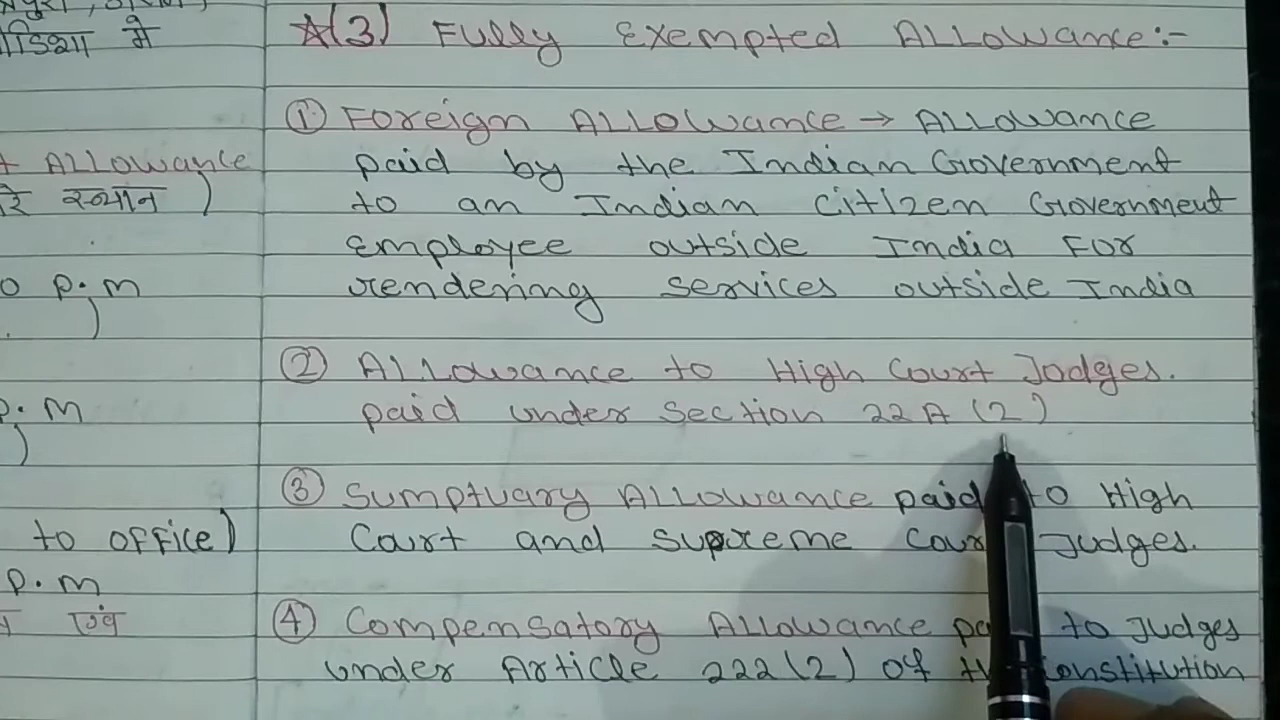 में
★(3) Fully Exempted Allowance:-
① Foreign Allowance → Allowance
paid by the Indian Government
to an Indian Citizen Government
Employee outside India For
rendering services outside India
② Allowance to High Court Judges.
paid under section 22A (2)
③ Sumptuary Allowance paid to High
Court and Supreme Judges.
④ Compensatory Allowance to Judges
under Article 222(2) of Constitution
Allowance
स्थान)
p.m
)
p.m
)
to office)
p.m
एवं